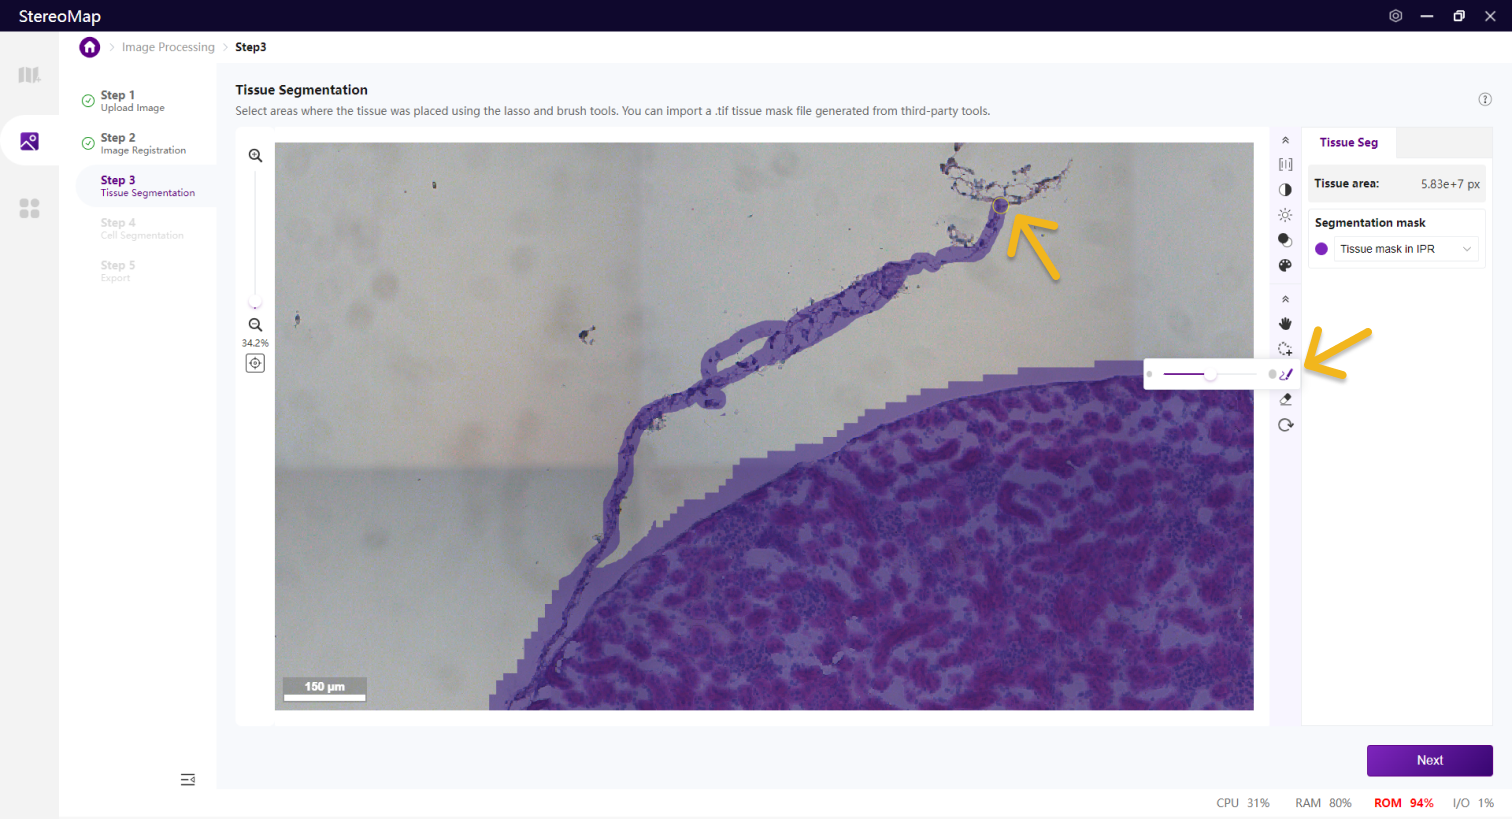 StereoMap
Image Processing
Step3
Step 1
Upload Image
Step 2
Image Registration
Step 3
Tissue Segmentation
Step 4
Cell Segmentation
Step 5
Export
Tissue Segmentation
Select areas where the tissue was placed using the lasso and brush tools. You can import a .tif tissue mask file generated from third-party tools.
34.2%
150 μm
Tissue Seg
Tissue area: 5.83e+7 px
Segmentation mask
Tissue mask in IPR
Next
CPU 31% RAM 80% ROM 94% I/O 1%